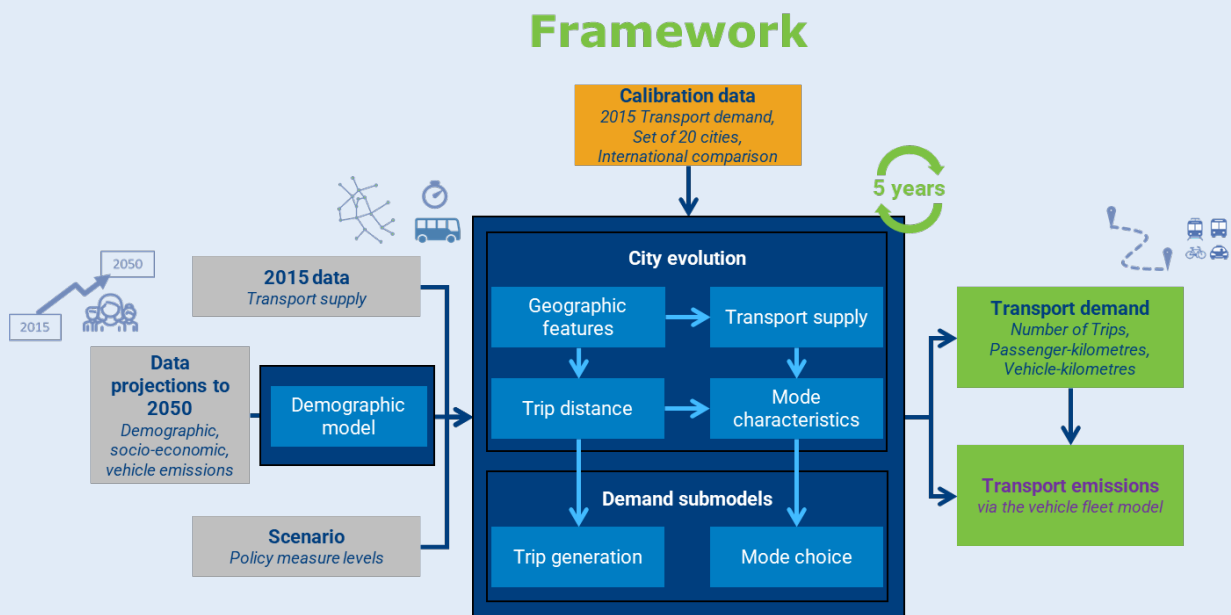 Framework
Calibration data
2015 Transport demand,
Set of 20 cities,
International comparison
5 years
2050
2015
2015 data
Transport supply
Data
projections to
2050
Demographic,
socio-economic,
vehicle emissions
Demographic
model
Scenario
Policy measure levels
City evolution
Geographic
features
Transport supply
Trip distance
Mode
characteristics
Demand submodels
Trip generation
Mode choice
Transport demand
Number of Trips,
Passenger-kilometres,
Vehicle-kilometres
Transport emissions
via the vehicle fleet model